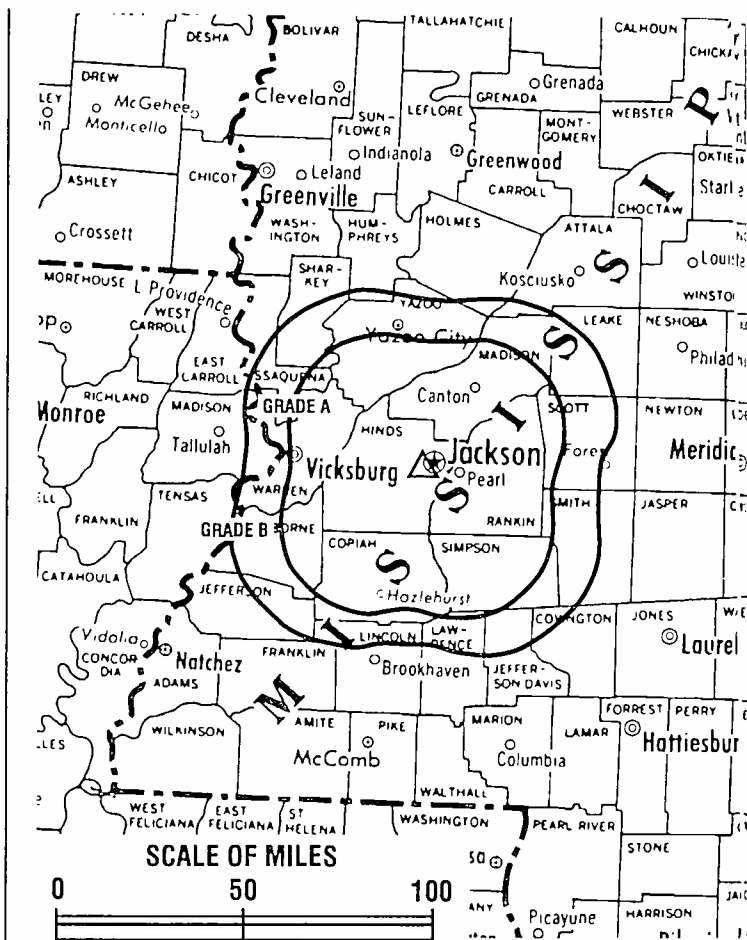 DESHA
BOLIVAR
TALLAHATCHIE
CALHOUN
DREW
McGehee
Monticello
Cleveland
SUN-
FLOWER
LEFLORE
GRENADA
Grenada
MONT-
GOMERY
WEBSTER
P
ASHLEY
CHICOT
Leland
Greenville
Indianola
Greenwood
CARROLL
CHOCTAW
I
Crossett
WASH-
INGTON
HUM-
PHREYS
HOLMES
ATTALA
Kosciusko
S
MOREHOUSE
L Providence
WEST
CARROLL
SHAR-
KEY
YAZOO
Yazoo City
MADISON
LEAKE
NESHOBA
WINSTO
S
RICHLAND
EAST
CARROLL
SSAQUENA
GRADE A
Canton
SCOTT
NEWTON
I
Monroe
MADISON
Tallulah
HINDS
Vicksburg
Jackson
Pearl
Meridic
WARREN
TENSAS
S
RANKIN
SMITH
JASPER
FRANKLIN
GRADE B
BORNE
COPIAH
SIMPSON
CATAHOULA
JEFFERSON
S
Hazlehurst
Vidalia
CONCOR
DIA
Natchez
FRANKLIN
I
LINCOLN
LAW-
RENCE
COVINGTON
JONES
Laurel
Brookhaven
JEFFER-
SON DAVIS
ADAMS
M
WILKINSON
AMITE
PIKE
McComb
MARION
Columbia
LAMAR
FORREST
PERRY
Hattiesbur
WALTHALL
WEST
FELICIANA
EAST
FELICIANA
ST
HELENA
WASHINGTON
PEARL RIVER
STONE
SCALE OF MILES
0
50
100
Picayune
HARRISON